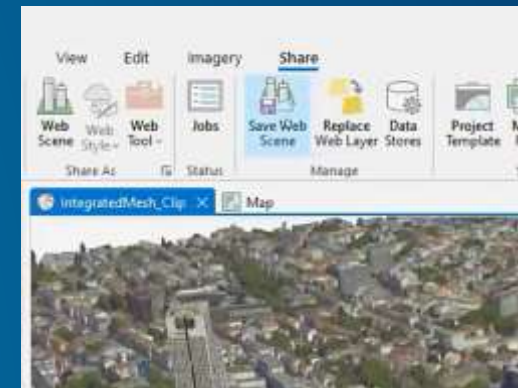 View Edit Imagery Share
Web Scene
Web Style
Web Tool
Jobs
Save Web Scene
Replace Web Layer
Data Stores
Project Template
Share As Status Manage
IntegratedMesh_Clip Map